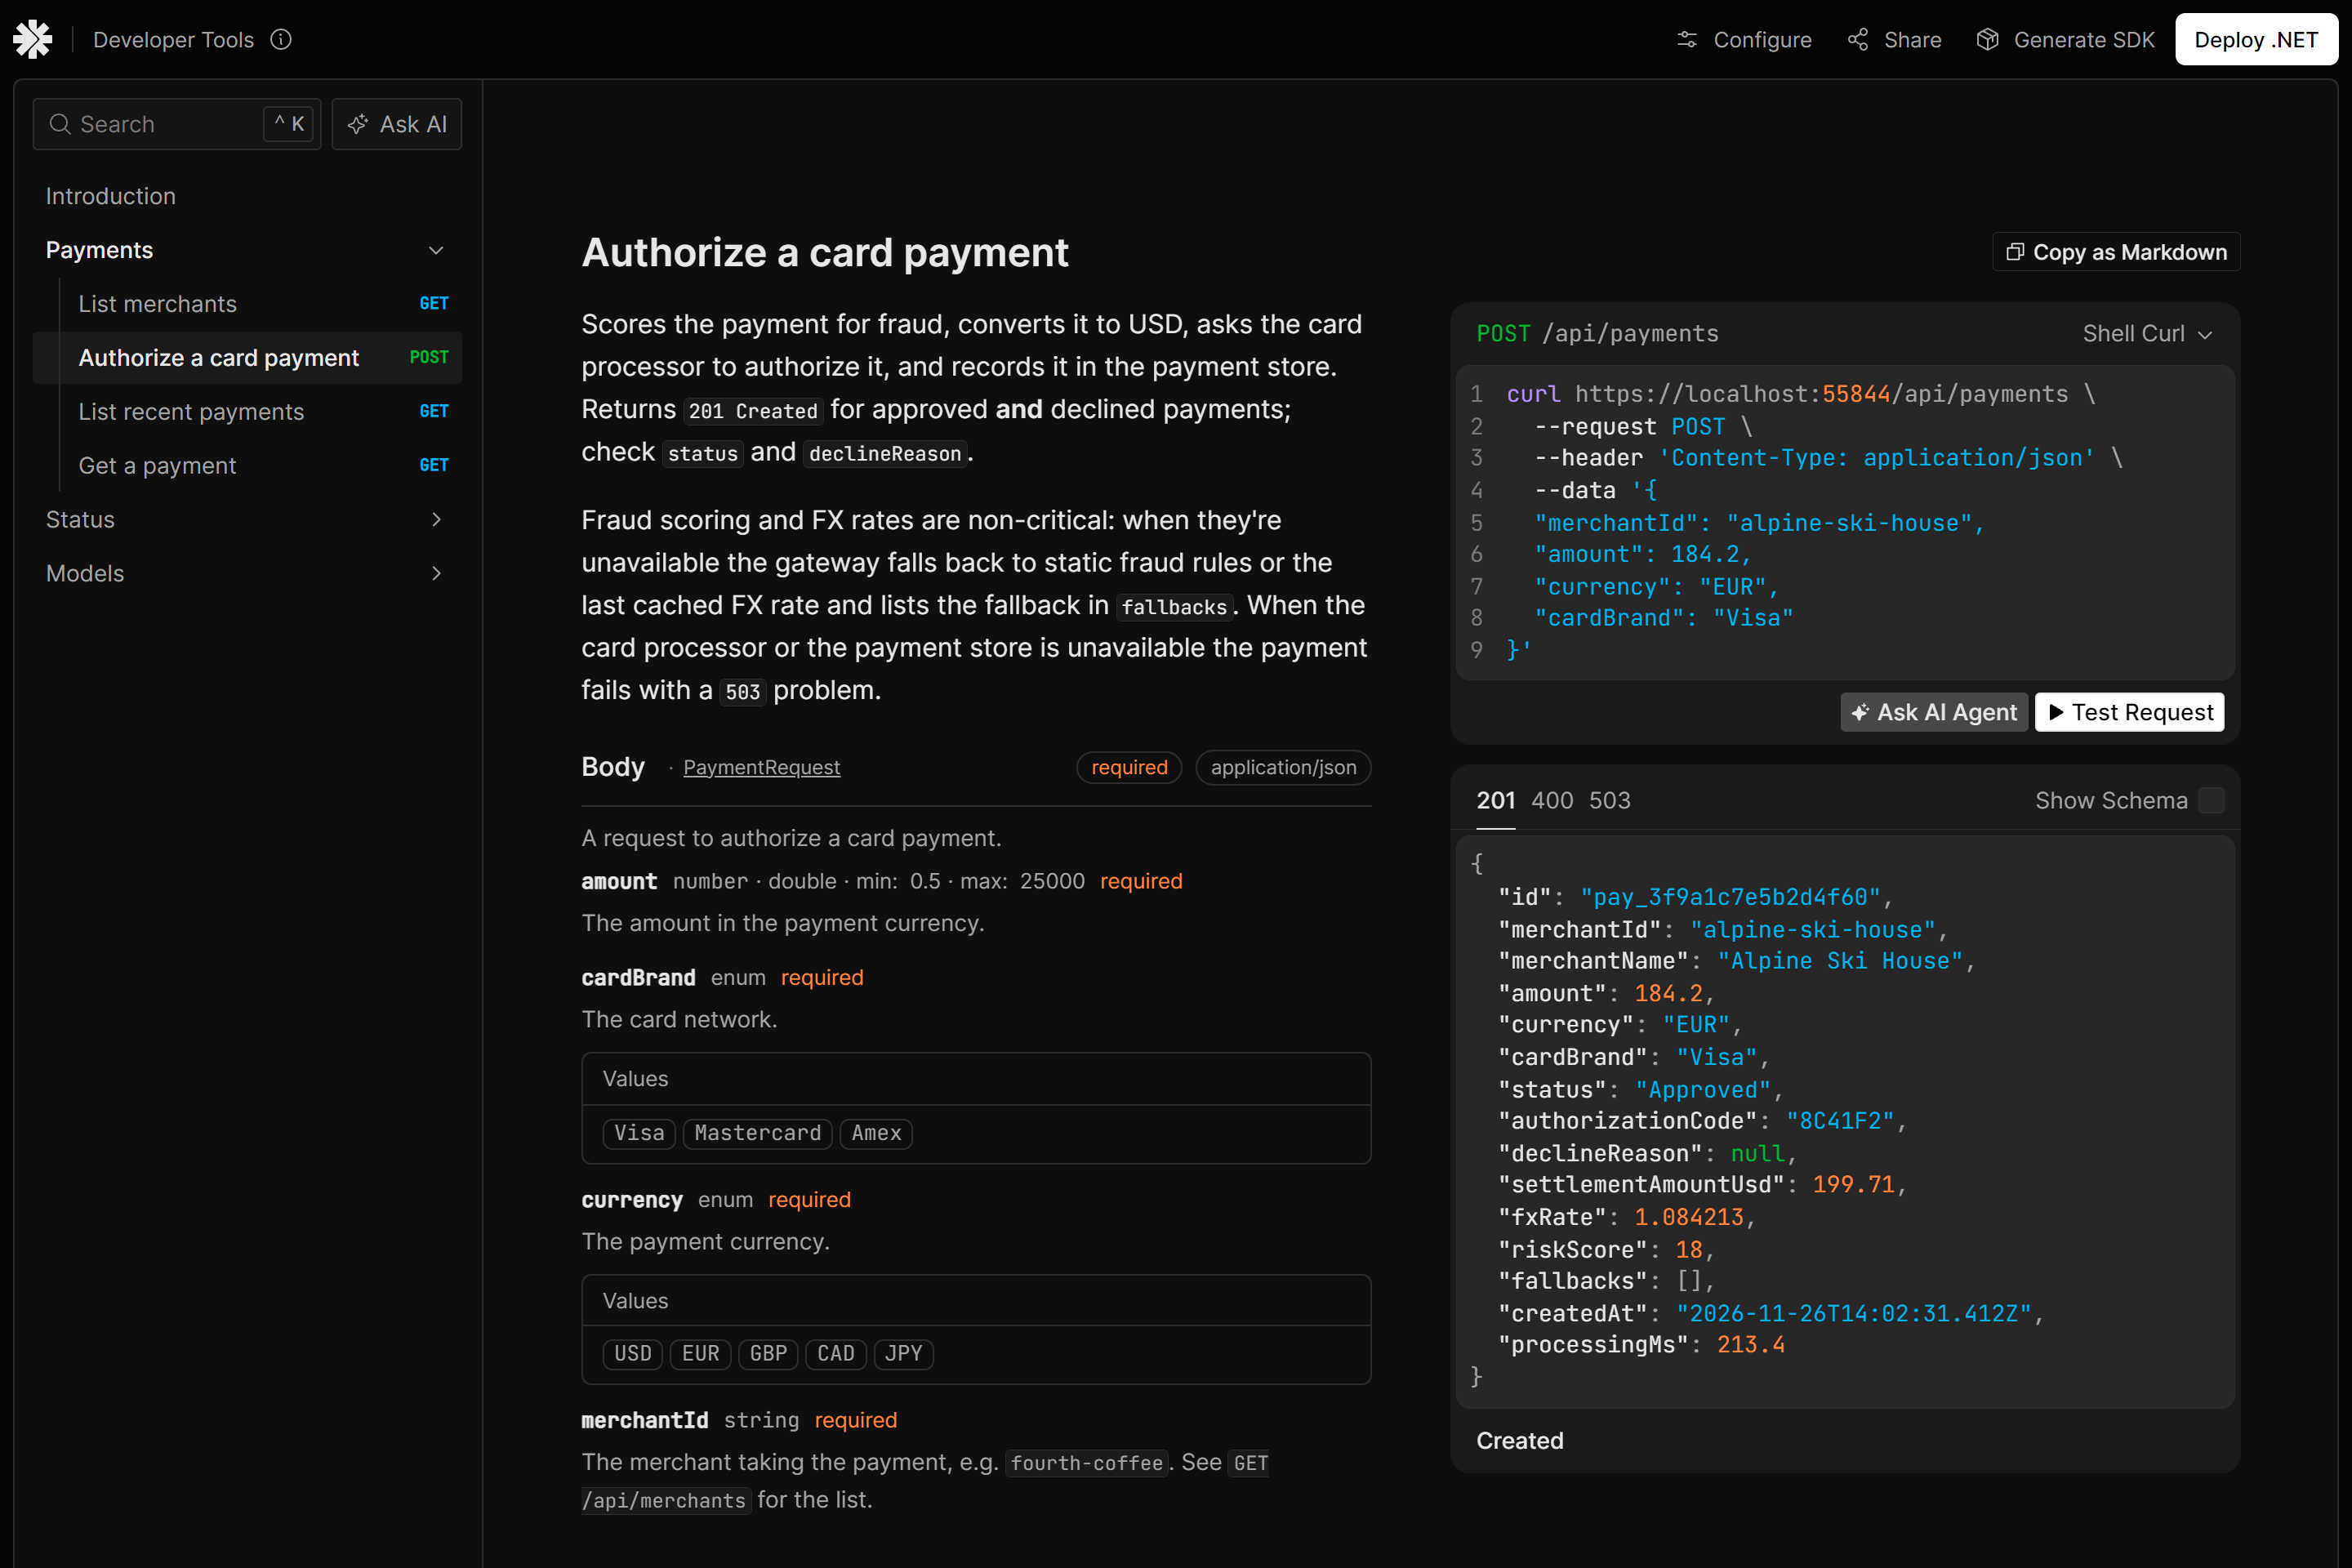 Developer Tools
Configure
Share
Generate SDK
Deploy .NET
Search
^ K
Ask AI
Introduction
Payments
List merchants GET
Authorize a card payment POST
List recent payments GET
Get a payment GET
Status
Models
Authorize a card payment
Copy as Markdown
Scores the payment for fraud, converts it to USD, asks the card
processor to authorize it, and records it in the payment store.
Returns 201 Created for approved and declined payments;
check status and declineReason.
Fraud scoring and FX rates are non-critical: when they're
unavailable the gateway falls back to static fraud rules or the
last cached FX rate and lists the fallback in fallbacks. When the
card processor or the payment store is unavailable the payment
fails with a 503 problem.
Body · PaymentRequest required application/json
A request to authorize a card payment.
amount number · double · min: 0.5 · max: 25000 required
The amount in the payment currency.
cardBrand enum required
The card network.
Values
Visa Mastercard Amex
currency enum required
The payment currency.
Values
USD EUR GBP CAD JPY
merchantId string required
The merchant taking the payment, e.g. fourth-coffee. See GET
/api/merchants for the list.
POST /api/payments
Shell Curl
1 curl https://localhost:55844/api/payments \
2 --request POST \
3 --header 'Content-Type: application/json' \
4 --data '{
5 "merchantId": "alpine-ski-house",
6 "amount": 184.2,
7 "currency": "EUR",
8 "cardBrand": "Visa"
9 }'
Ask AI Agent
Test Request
201 400 503
Show Schema
{
"id": "pay_3f9a1c7e5b2d4f60",
"merchantId": "alpine-ski-house",
"merchantName": "Alpine Ski House",
"amount": 184.2,
"currency": "EUR",
"cardBrand": "Visa",
"status": "Approved",
"authorizationCode": "8C41F2",
"declineReason": null,
"settlementAmountUsd": 199.71,
"fxRate": 1.084213,
"riskScore": 18,
"fallbacks": [],
"createdAt": "2026-11-26T14:02:31.412Z",
"processingMs": 213.4
}
Created